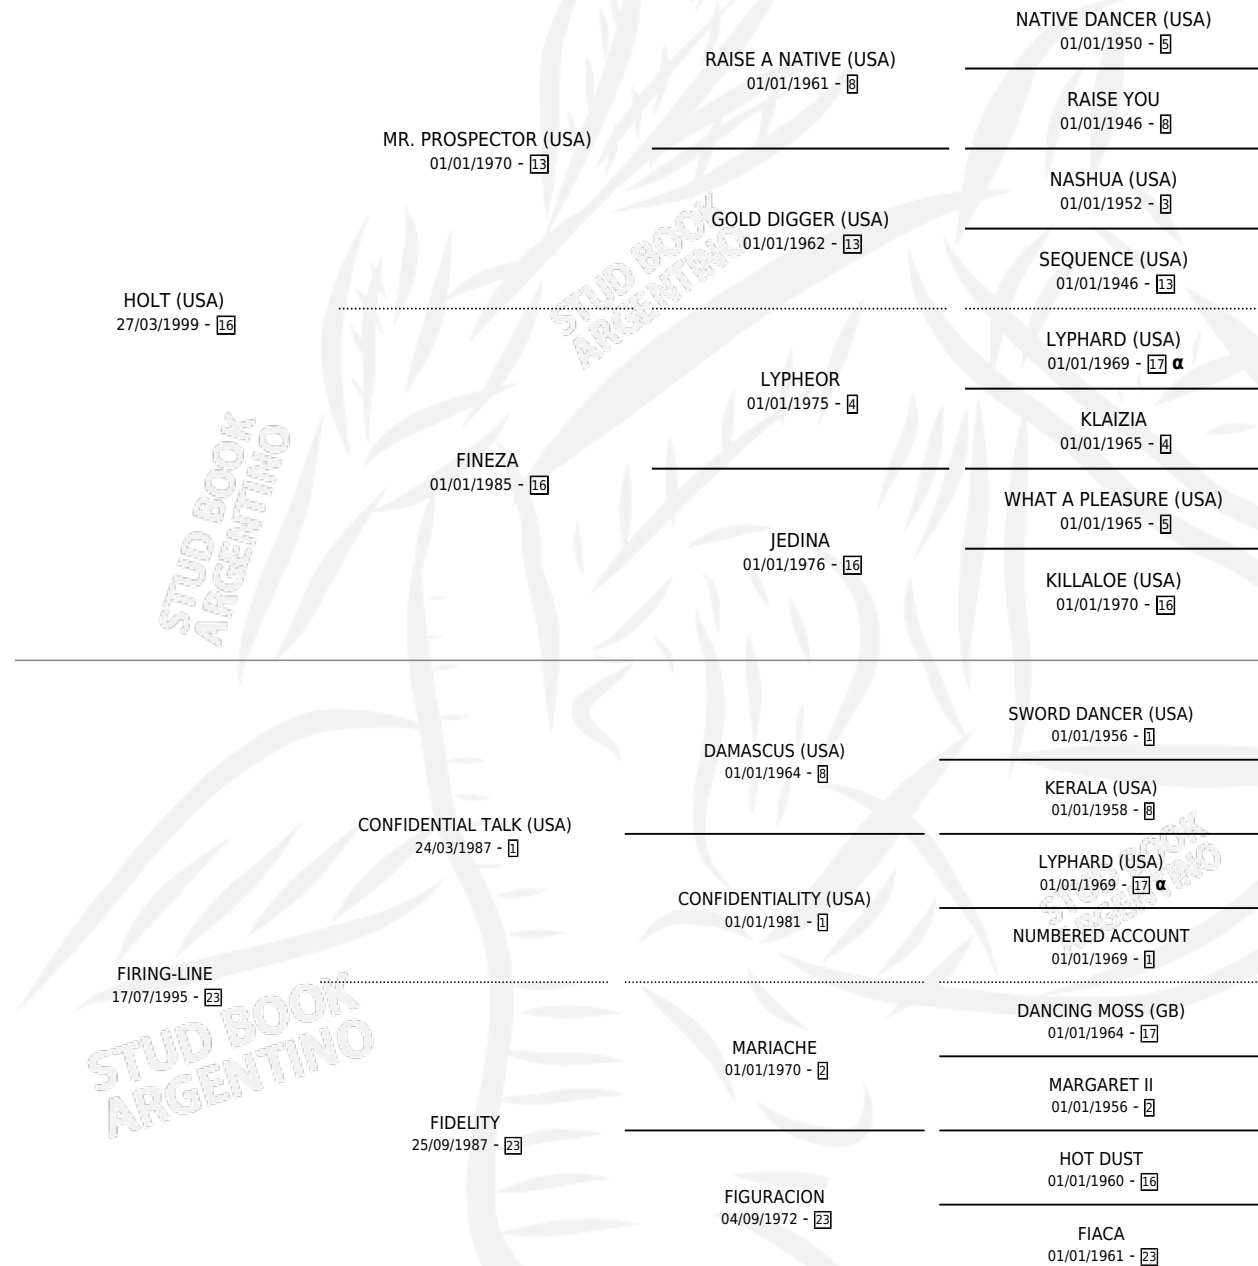 NATIVE DANCER (USA)
01/01/1950 - 5
RAISE A NATIVE (USA)
01/01/1961 - 8
RAISE YOU
01/01/1946 - 8
MR. PROSPECTOR (USA)
01/01/1970 - 13
NASHUA (USA)
01/01/1952 - 3
GOLD DIGGER (USA)
01/01/1962 - 13
SEQUENCE (USA)
01/01/1946 - 13
HOLT (USA)
27/03/1999 - 16
STUD BOOK
ARGENTINO
LYPHARD (USA)
01/01/1969 - 17 α
LYPHEOR
01/01/1975 - 4
KLAIZIA
01/01/1965 - 4
FINEZA
01/01/1985 - 16
WHAT A PLEASURE (USA)
01/01/1965 - 5
STUD BOOK
ARGENTINO
JEDINA
01/01/1976 - 16
KILLALOE (USA)
01/01/1970 - 16
SWORD DANCER (USA)
01/01/1956 - 1
DAMASCUS (USA)
01/01/1964 - 8
KERALA (USA)
01/01/1958 - 8
CONFIDENTIAL TALK (USA)
24/03/1987 - 1
LYPHARD (USA)
01/01/1969 - 17 α
STUD BOOK
ARGENTINO
CONFIDENTIALITY (USA)
01/01/1981 - 1
NUMBERED ACCOUNT
01/01/1969 - 1
FIRING-LINE
17/07/1995 - 23
STUD BOOK
ARGENTINO
DANCING MOSS (GB)
01/01/1964 - 17
MARIACHE
01/01/1970 - 2
MARGARET II
01/01/1956 - 2
FIDELITY
25/09/1987 - 23
HOT DUST
01/01/1960 - 16
FIGURACION
04/09/1972 - 23
FIACA
01/01/1961 - 23